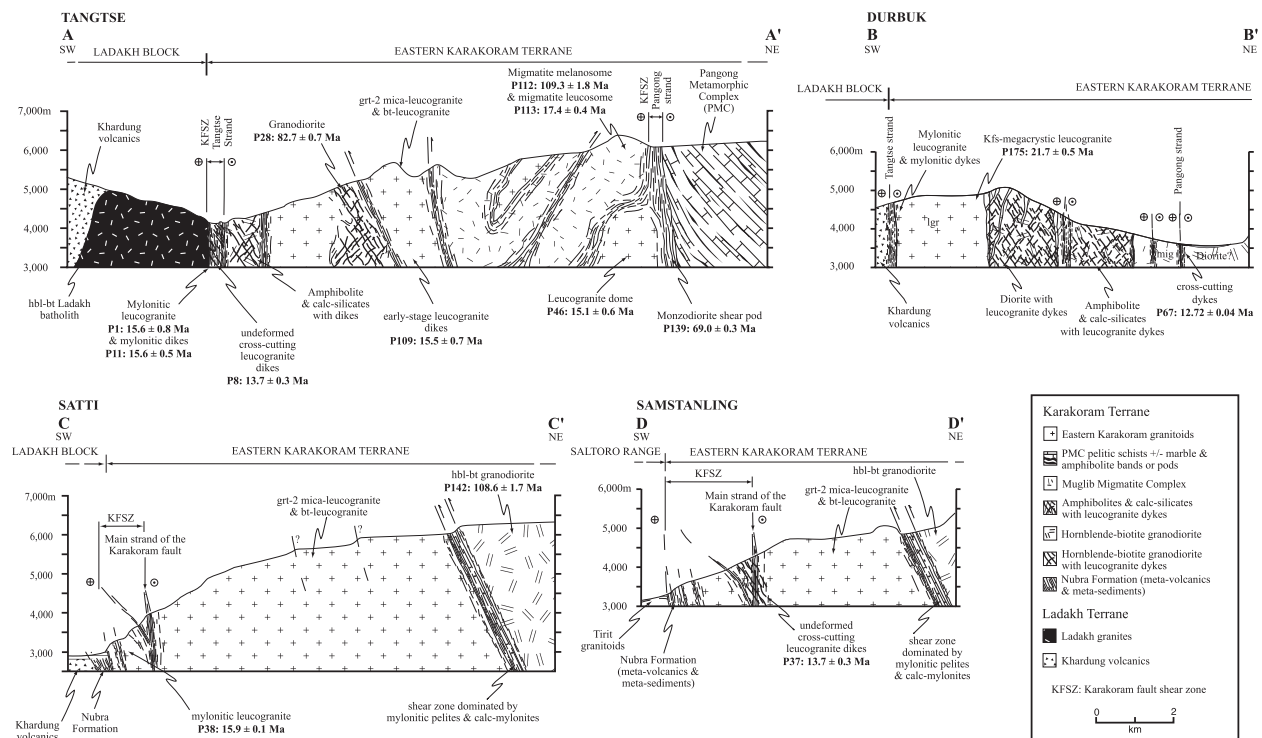 TANGTSE
A
SW
LADAKH BLOCK
EASTERN KARAKORAM TERRANE
A'
NE
7,000m
6,000
5,000
4,000
3,000
Khardung
volcanics
KFSZ
Tangtse
Strand
Granodiorite
P28: 82.7 ± 0.7 Ma
grt-2 mica-leucogranite
& bt-leucogranite
Migmatite melanosome
P112: 109.3 ± 1.8 Ma
& migmatite leucosome
P113: 17.4 ± 0.4 Ma
KFSZ
Pangong
strand
Pangong
Metamorphic
Complex
(PMC)
hbl-bt Ladakh
batholith
Mylonitic
leucogranite
P1: 15.6 ± 0.8 Ma
& mylonitic dikes
P11: 15.6 ± 0.5 Ma
undeformed
cross-cutting
leucogranite
dikes
P8: 13.7 ± 0.3 Ma
Amphibolite
& calc-silicates
with dikes
early-stage leucogranite
dikes
P109: 15.5 ± 0.7 Ma
Leucogranite dome
P46: 15.1 ± 0.6 Ma
Monzodiorite shear pod
P139: 69.0 ± 0.3 Ma
DURBUK
B
SW
B'
NE
LADAKH BLOCK
EASTERN KARAKORAM TERRANE
6,000m
5,000
4,000
3,000
Tangtse strand
Mylonitic
leucogranite
& mylonitic dykes
Kfs-megacrystic leucogranite
P175: 21.7 ± 0.5 Ma
Pangong strand
lgr
mig
Diorite?
Khardung
volcanics
Diorite with
leucogranite dykes
Amphibolite &
calc-silicates
with leucogranite dykes
cross-cutting
dykes
P67: 12.72 ± 0.04 Ma
SATTI
C
SW
LADAKH BLOCK
EASTERN KARAKORAM TERRANE
C'
NE
7,000m
6,000
5,000
4,000
3,000
KFSZ
Main strand of the
Karakoram fault
grt-2 mica-leucogranite
& bt-leucogranite
?
?
hbl-bt granodiorite
P142: 108.6 ± 1.7 Ma
Khardung
volcanics
Nubra
Formation
mylonitic leucogranite
P38: 15.9 ± 0.1 Ma
shear zone dominated by
mylonitic pelites & calc-mylonites
SAMSTANLING
D
SW
SALTORO RANGE
EASTERN KARAKORAM TERRANE
D'
NE
6,000m
5,000
4,000
3,000
KFSZ
Main strand of the
Karakoram fault
hbl-bt granodiorite
grt-2 mica-leucogranite
& bt-leucogranite
Tirit
granitoids
Nubra Formation
(meta-volcanics &
meta-sediments)
undeformed
cross-cutting
leucogranite dikes
P37: 13.7 ± 0.3 Ma
shear zone
dominated by
mylonitic pelites
& calc-mylonites
Karakoram Terrane
Eastern Karakoram granitoids
PMC pelitic schists +/- marble &
amphibolite bands or pods
Muglib Migmatite Complex
Amphibolites & calc-silicates
with leucogranite dykes
Hornblende-biotite granodiorite
Hornblende-biotite granodiorite
with leucogranite dykes
Nubra Formation (meta-volcanics
& meta-sediments)
Ladakh Terrane
Ladakh granites
Khardung volcanics
KFSZ: Karakoram fault shear zone
0 2
km